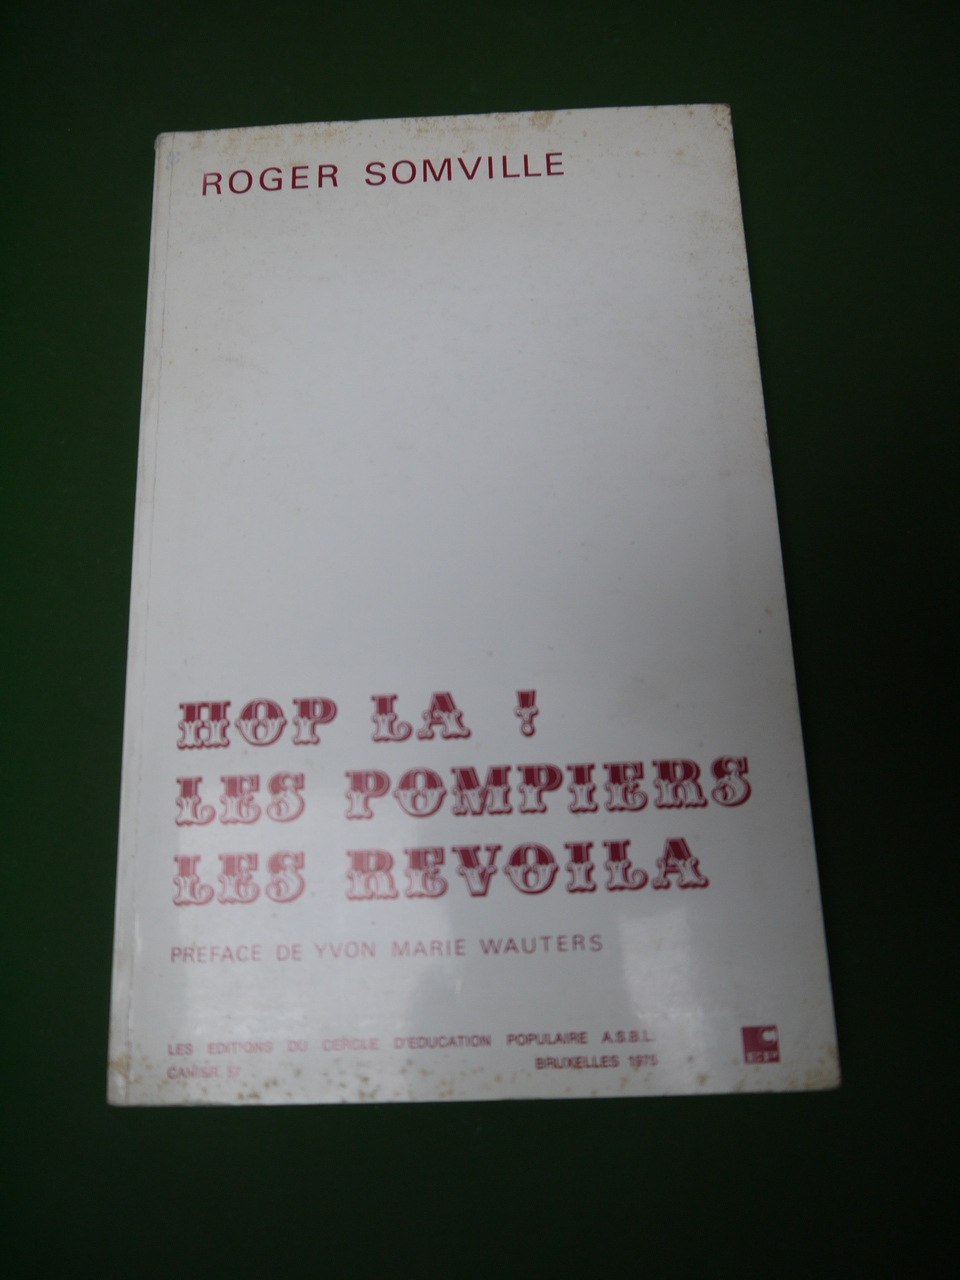 ROGER SOMVILLE
HOP LA !
LES POMPIERS
LES REVOILA
PREFACE DE YVON MARIE WAUTERS
LES EDITIONS DU CERCLE D'EDUCATION POPULAIRE A.S.B.L.
CAHIER 57 BRUXELLES 1975
C
EP